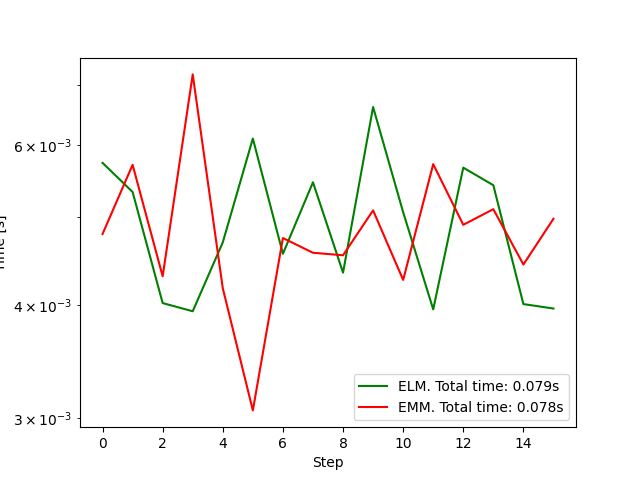 6 × 10⁻³
4 × 10⁻³
3 × 10⁻³
Time [s]
0 2 4 6 8 10 12 14
Step
ELM. Total time: 0.079s
EMM. Total time: 0.078s